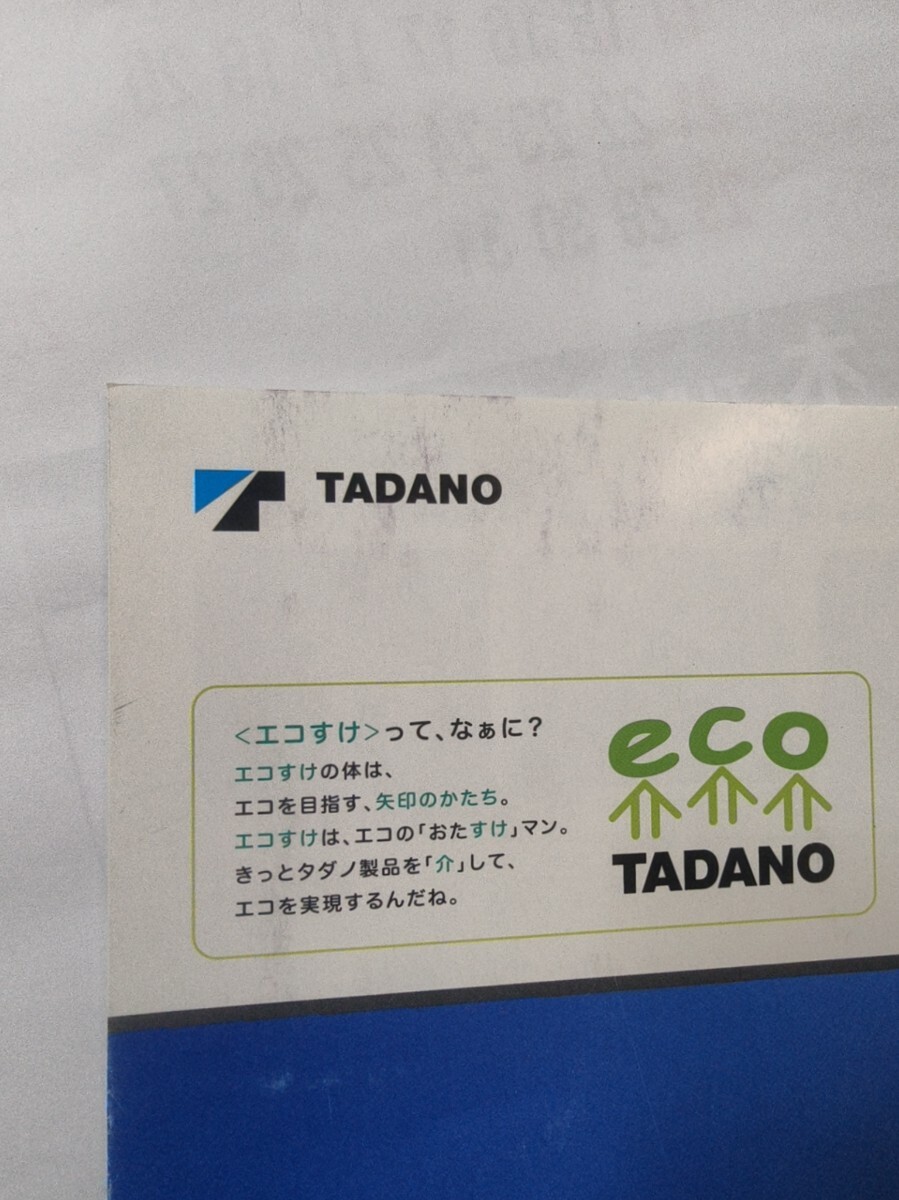 TADANO
<エコすけ>って、なぁに?
エコすけの体は、
エコを目指す、矢印のかたち。
エコすけは、エコの「おたすけ」マン。
きっとタダノ製品を「介」して、
エコを実現するんだね。
eco
TADANO